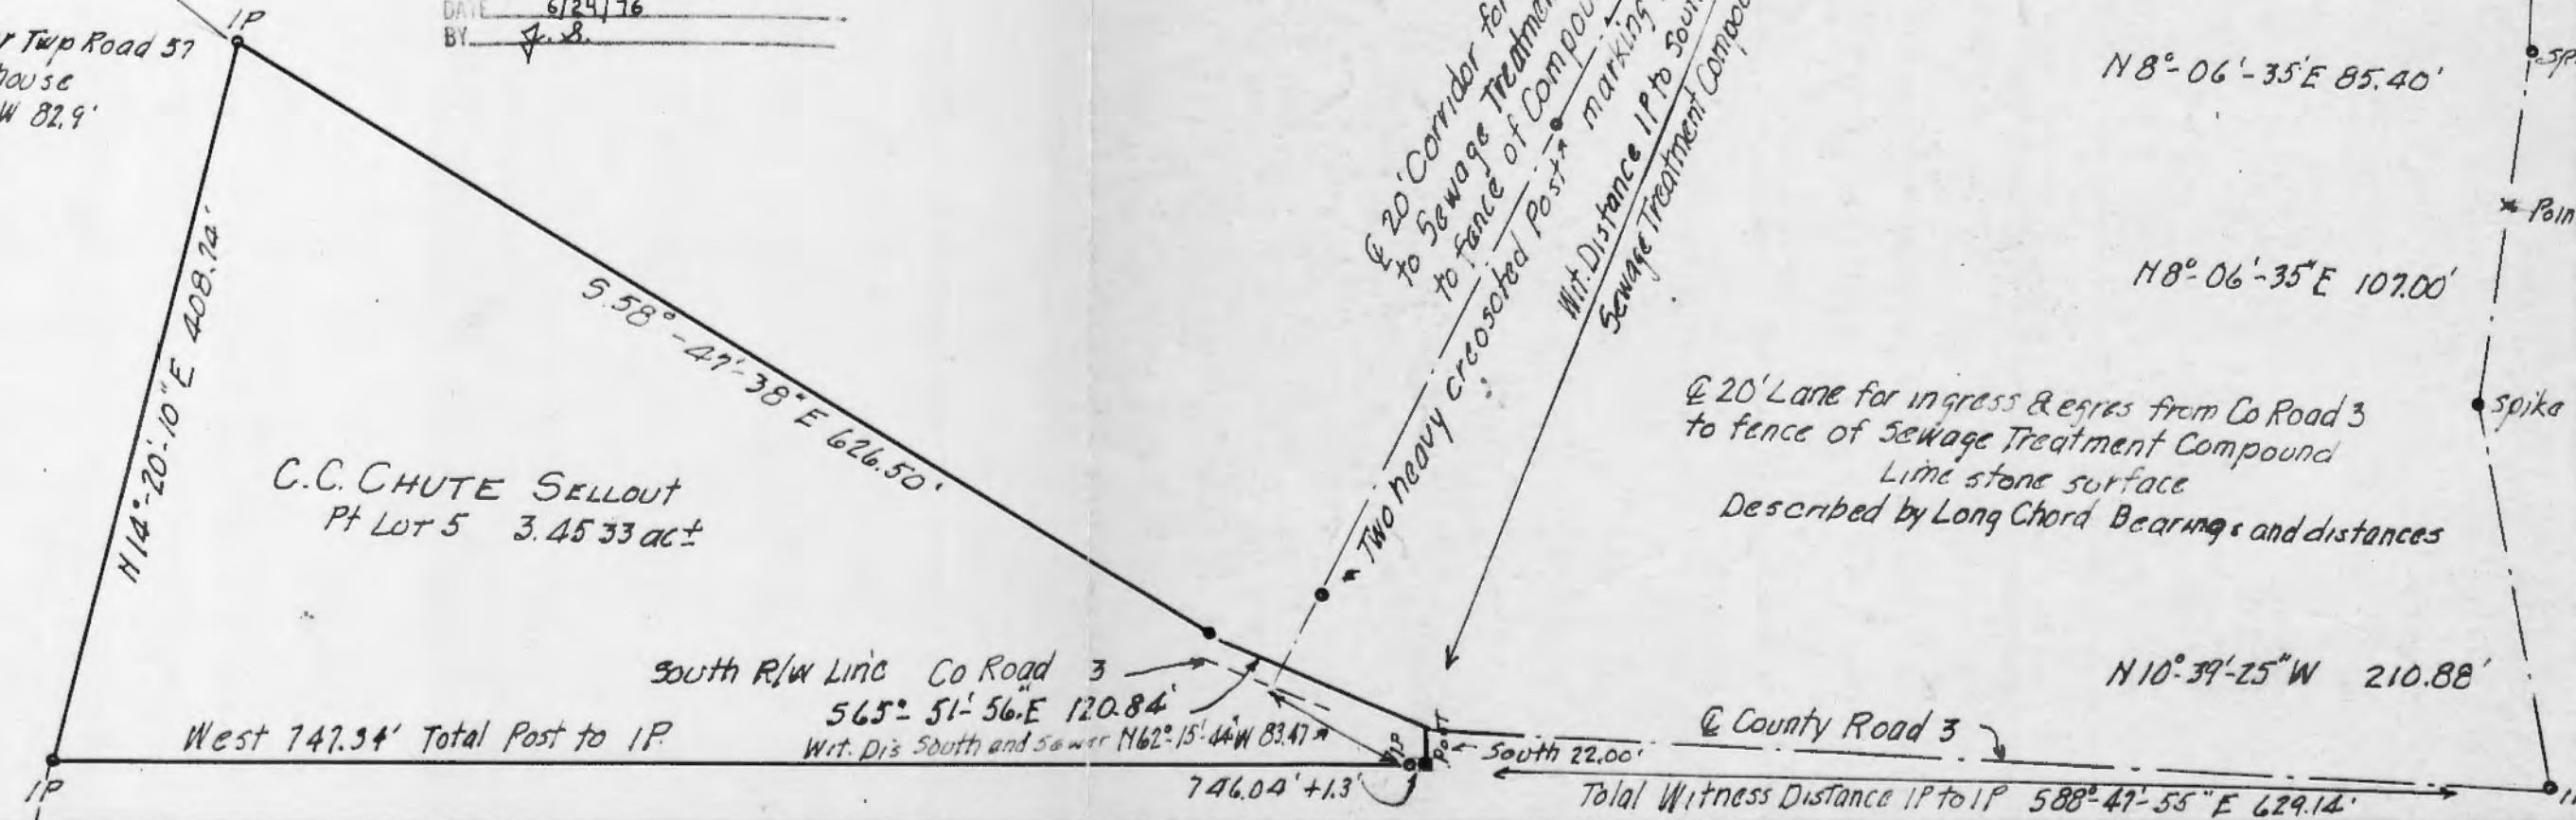 IP
DATE 6/24/76
BY J.S.
Twp Road 57
house
W 82.9'
N 14°-20'-10" E 408.74'
S.58°-47'-38" E 626.50'
C.C. CHUTE SELLOUT
Pt LOT 5 3.4533 ac±
South R/W Line Co Road 3
S65°-51'-56" E 120.84'
West 747.34' Total Post to IP.
Wit. Dis South end Sewer N62°-15'-44" W 83.47'
IP
746.04' + 1.3'
IP
Post
South 22.00'
℄ 20' Corridor for
to Sewage Treatment
to fence of Compou
Two heavy creosoted Post
marking
Wit. Distance IP to Sout
Sewage Treatment Compou
N 8°-06'-35" E 85.40'
N 8°-06'-35" E 107.00'
Poin
spike
℄ 20' Lane for ingress & egres from Co Road 3
to fence of Sewage Treatment Compound
Lime stone surface
Described by Long Chord Bearings and distances
N 10°-39'-25" W 210.88'
℄ County Road 3
Total Witness Distance IP to IP S88°-47'-55" E 629.14'